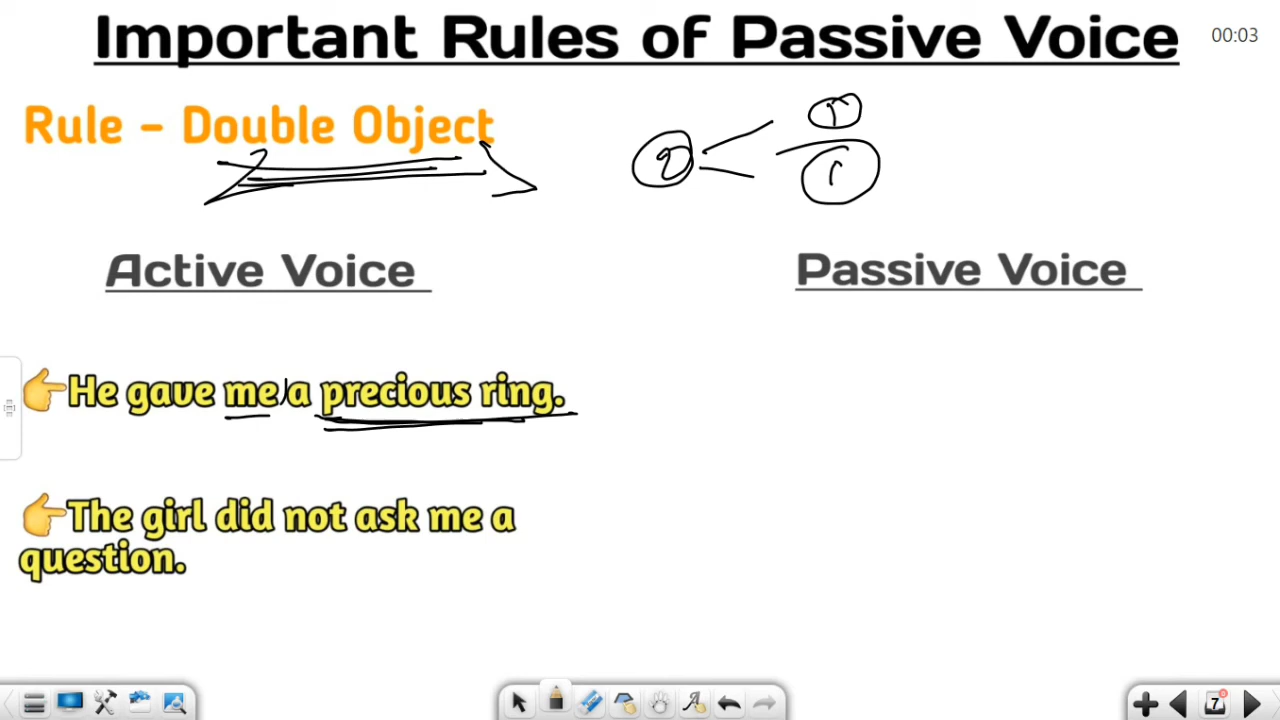 Important Rules of Passive Voice
00:03
Rule - Double Object
Active Voice
Passive Voice
He gave me a precious ring.
The girl did not ask me a
question.
7